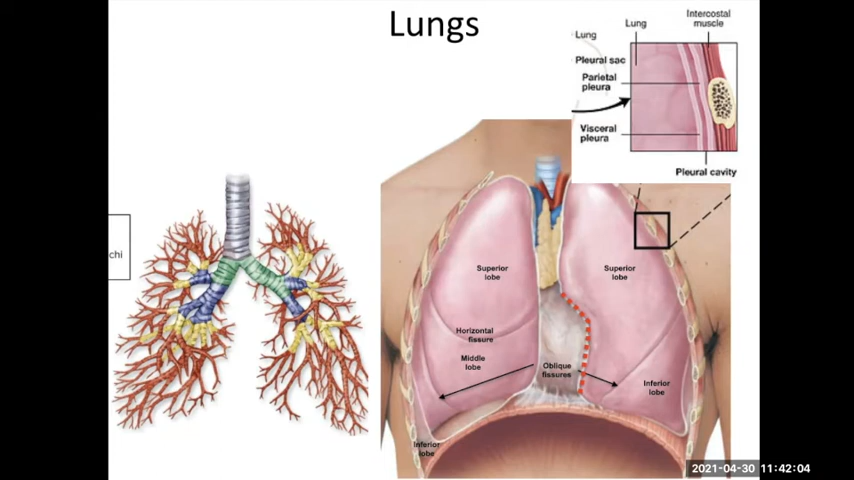 Lungs
Lung
Intercostal
muscle
Lung
Pleural sac
Parietal
pleura
Visceral
pleura
Pleural cavity
chi
Superior
lobe
Superior
lobe
Horizontal
fissure
Middle
lobe
Oblique
fissures
Inferior
lobe
Inferior
lobe
2021-04-30 11:42:04